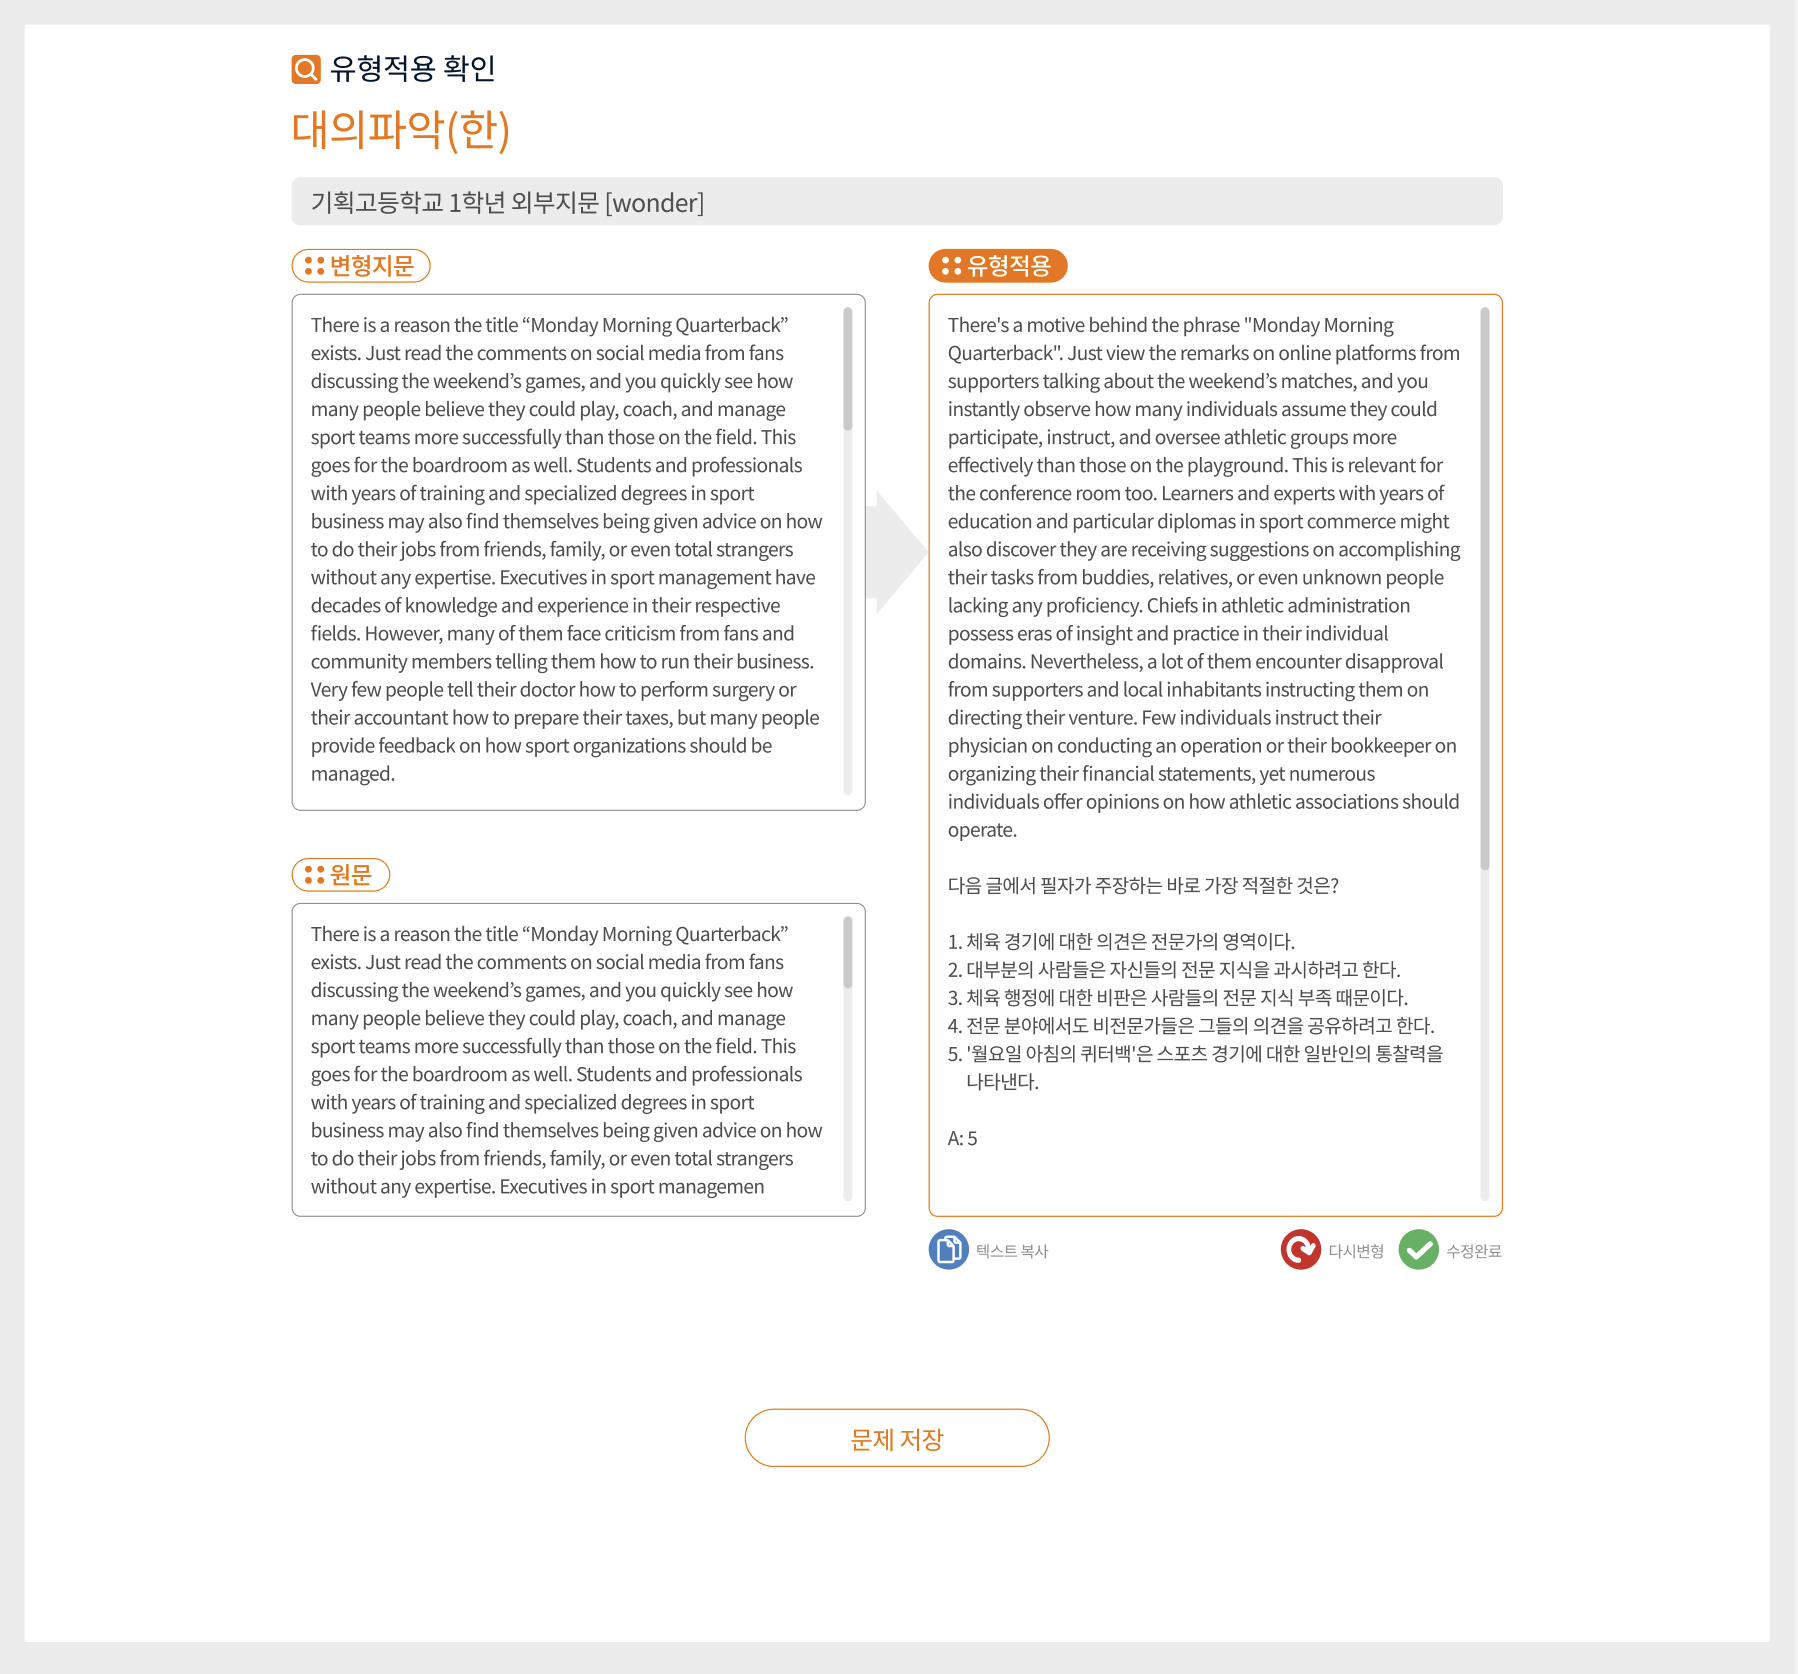 유형적용 확인
대의파악(한)
기획고등학교 1학년 외부지문 [wonder]
변형지문
There is a reason the title “Monday Morning Quarterback”
exists. Just read the comments on social media from fans
discussing the weekend’s games, and you quickly see how
many people believe they could play, coach, and manage
sport teams more successfully than those on the field. This
goes for the boardroom as well. Students and professionals
with years of training and specialized degrees in sport
business may also find themselves being given advice on how
to do their jobs from friends, family, or even total strangers
without any expertise. Executives in sport management have
decades of knowledge and experience in their respective
fields. However, many of them face criticism from fans and
community members telling them how to run their business.
Very few people tell their doctor how to perform surgery or
their accountant how to prepare their taxes, but many people
provide feedback on how sport organizations should be
managed.
원문
There is a reason the title “Monday Morning Quarterback”
exists. Just read the comments on social media from fans
discussing the weekend’s games, and you quickly see how
many people believe they could play, coach, and manage
sport teams more successfully than those on the field. This
goes for the boardroom as well. Students and professionals
with years of training and specialized degrees in sport
business may also find themselves being given advice on how
to do their jobs from friends, family, or even total strangers
without any expertise. Executives in sport managemen
유형적용
There's a motive behind the phrase "Monday Morning
Quarterback". Just view the remarks on online platforms from
supporters talking about the weekend’s matches, and you
instantly observe how many individuals assume they could
participate, instruct, and oversee athletic groups more
effectively than those on the playground. This is relevant for
the conference room too. Learners and experts with years of
education and particular diplomas in sport commerce might
also discover they are receiving suggestions on accomplishing
their tasks from buddies, relatives, or even unknown people
lacking any proficiency. Chiefs in athletic administration
possess eras of insight and practice in their individual
domains. Nevertheless, a lot of them encounter disapproval
from supporters and local inhabitants instructing them on
directing their venture. Few individuals instruct their
physician on conducting an operation or their bookkeeper on
organizing their financial statements, yet numerous
individuals offer opinions on how athletic associations should
operate.
다음 글에서 필자가 주장하는 바로 가장 적절한 것은?
1. 체육 경기에 대한 의견은 전문가의 영역이다.
2. 대부분의 사람들은 자신들의 전문 지식을 과시하려고 한다.
3. 체육 행정에 대한 비판은 사람들의 전문 지식 부족 때문이다.
4. 전문 분야에서도 비전문가들은 그들의 의견을 공유하려고 한다.
5. '월요일 아침의 퀴터백'은 스포츠 경기에 대한 일반인의 통찰력을
나타낸다.
A: 5
텍스트 복사
다시변형
수정완료
문제 저장